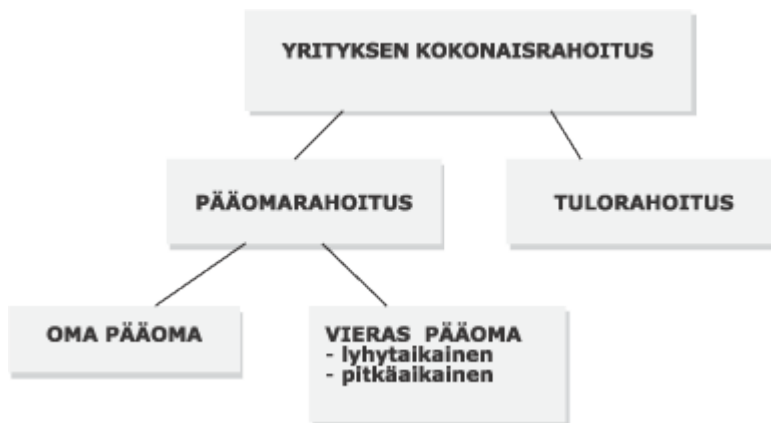 YRITYKSEN KOKONAISRAHOITUS
PÄÄOMARAHOITUS
TULORAHOITUS
OMA PÄÄOMA
VIERAS PÄÄOMA
- lyhytaikainen
- pitkäaikainen